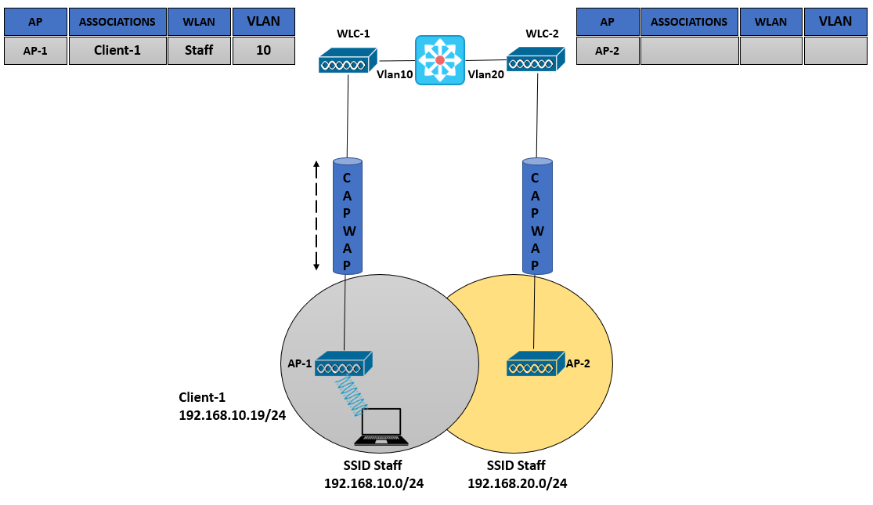 AP ASSOCIATIONS WLAN VLAN
AP-1 Client-1 Staff 10
WLC-1
WLC-2
AP ASSOCIATIONS WLAN VLAN
AP-2
Vlan10
Vlan20
C
A
P
W
A
P
C
A
P
W
A
P
AP-1
AP-2
Client-1
192.168.10.19/24
SSID Staff
192.168.10.0/24
SSID Staff
192.168.20.0/24